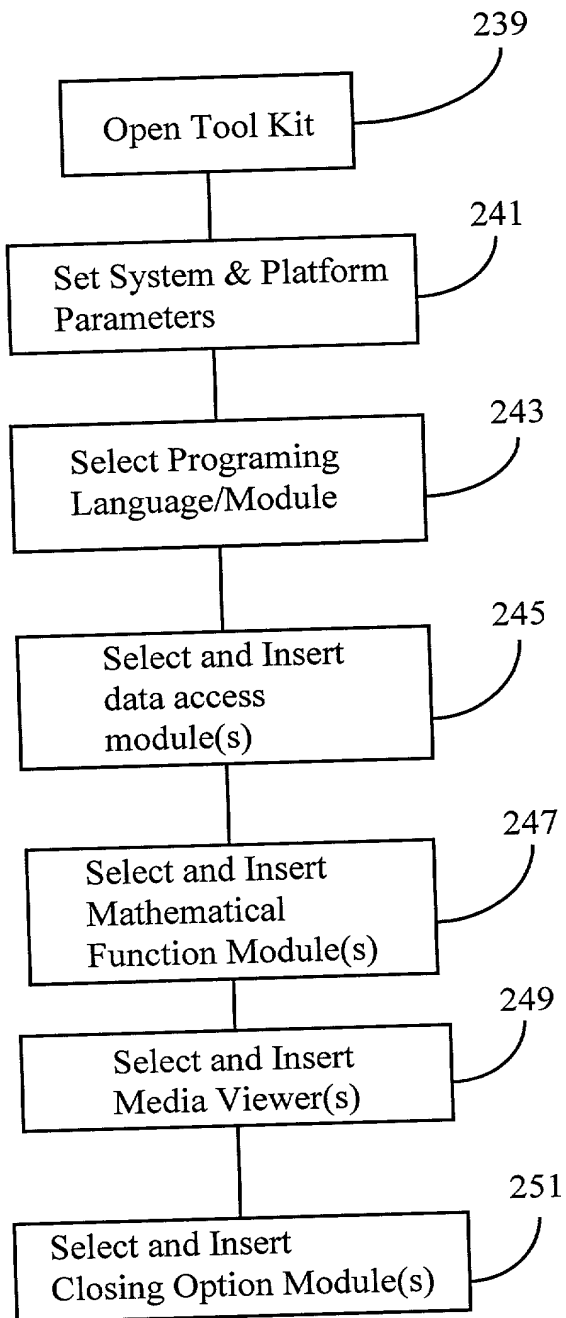 239
Open Tool Kit
241
Set System & Platform
Parameters
243
Select Programing
Language/Module
245
Select and Insert
data access
module(s)
247
Select and Insert
Mathematical
Function Module(s)
249
Select and Insert
Media Viewer(s)
251
Select and Insert
Closing Option Module(s)